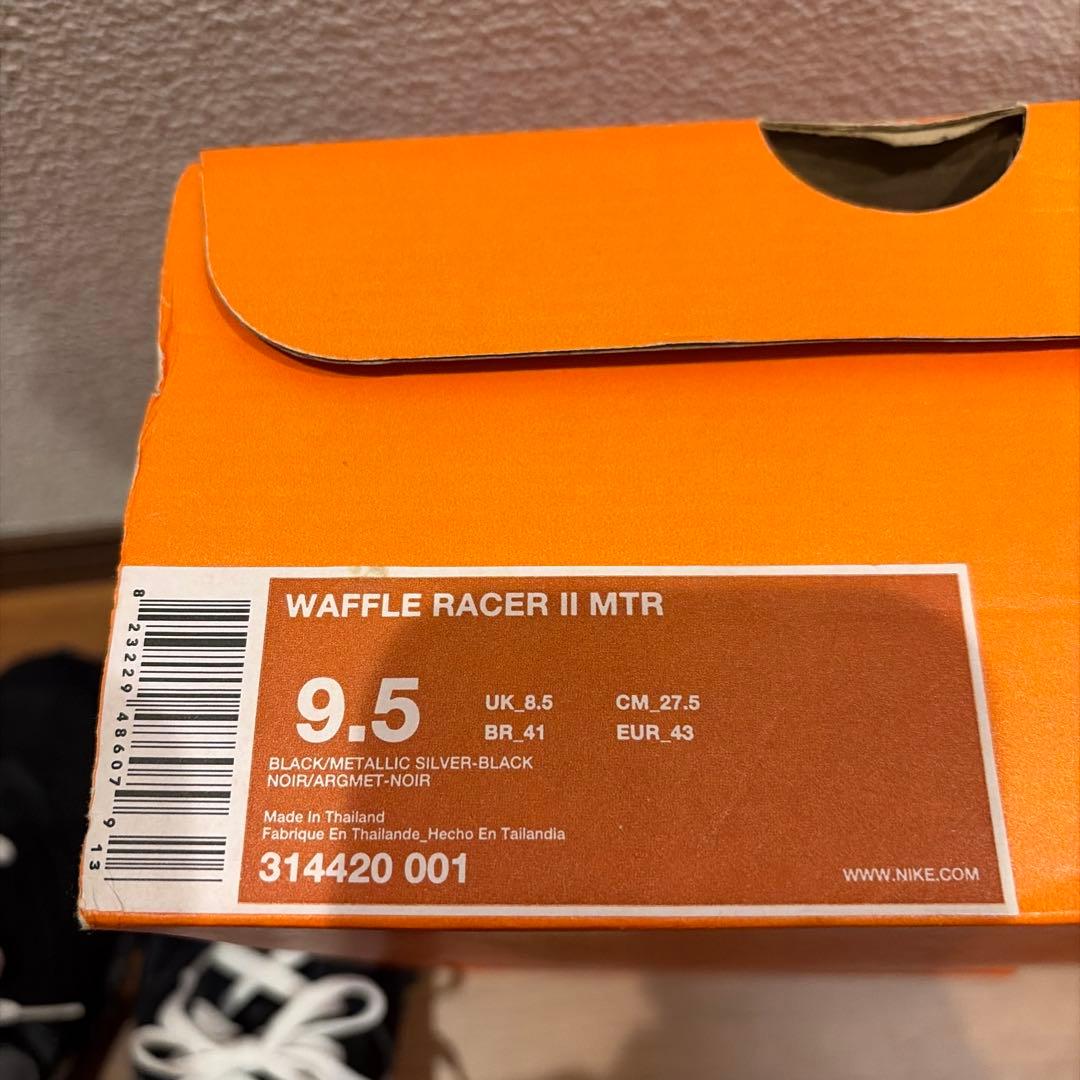 WAFFLE RACER II MTR
9.5
UK_8.5 CM_27.5
BR_41 EUR_43
BLACK/METALLIC SILVER-BLACK
NOIR/ARGMET-NOIR
Made In Thailand
Fabrique En Thailande_Hecho En Tailandia
314420 001
WWW.NIKE.COM
8 23229 48607 9 13